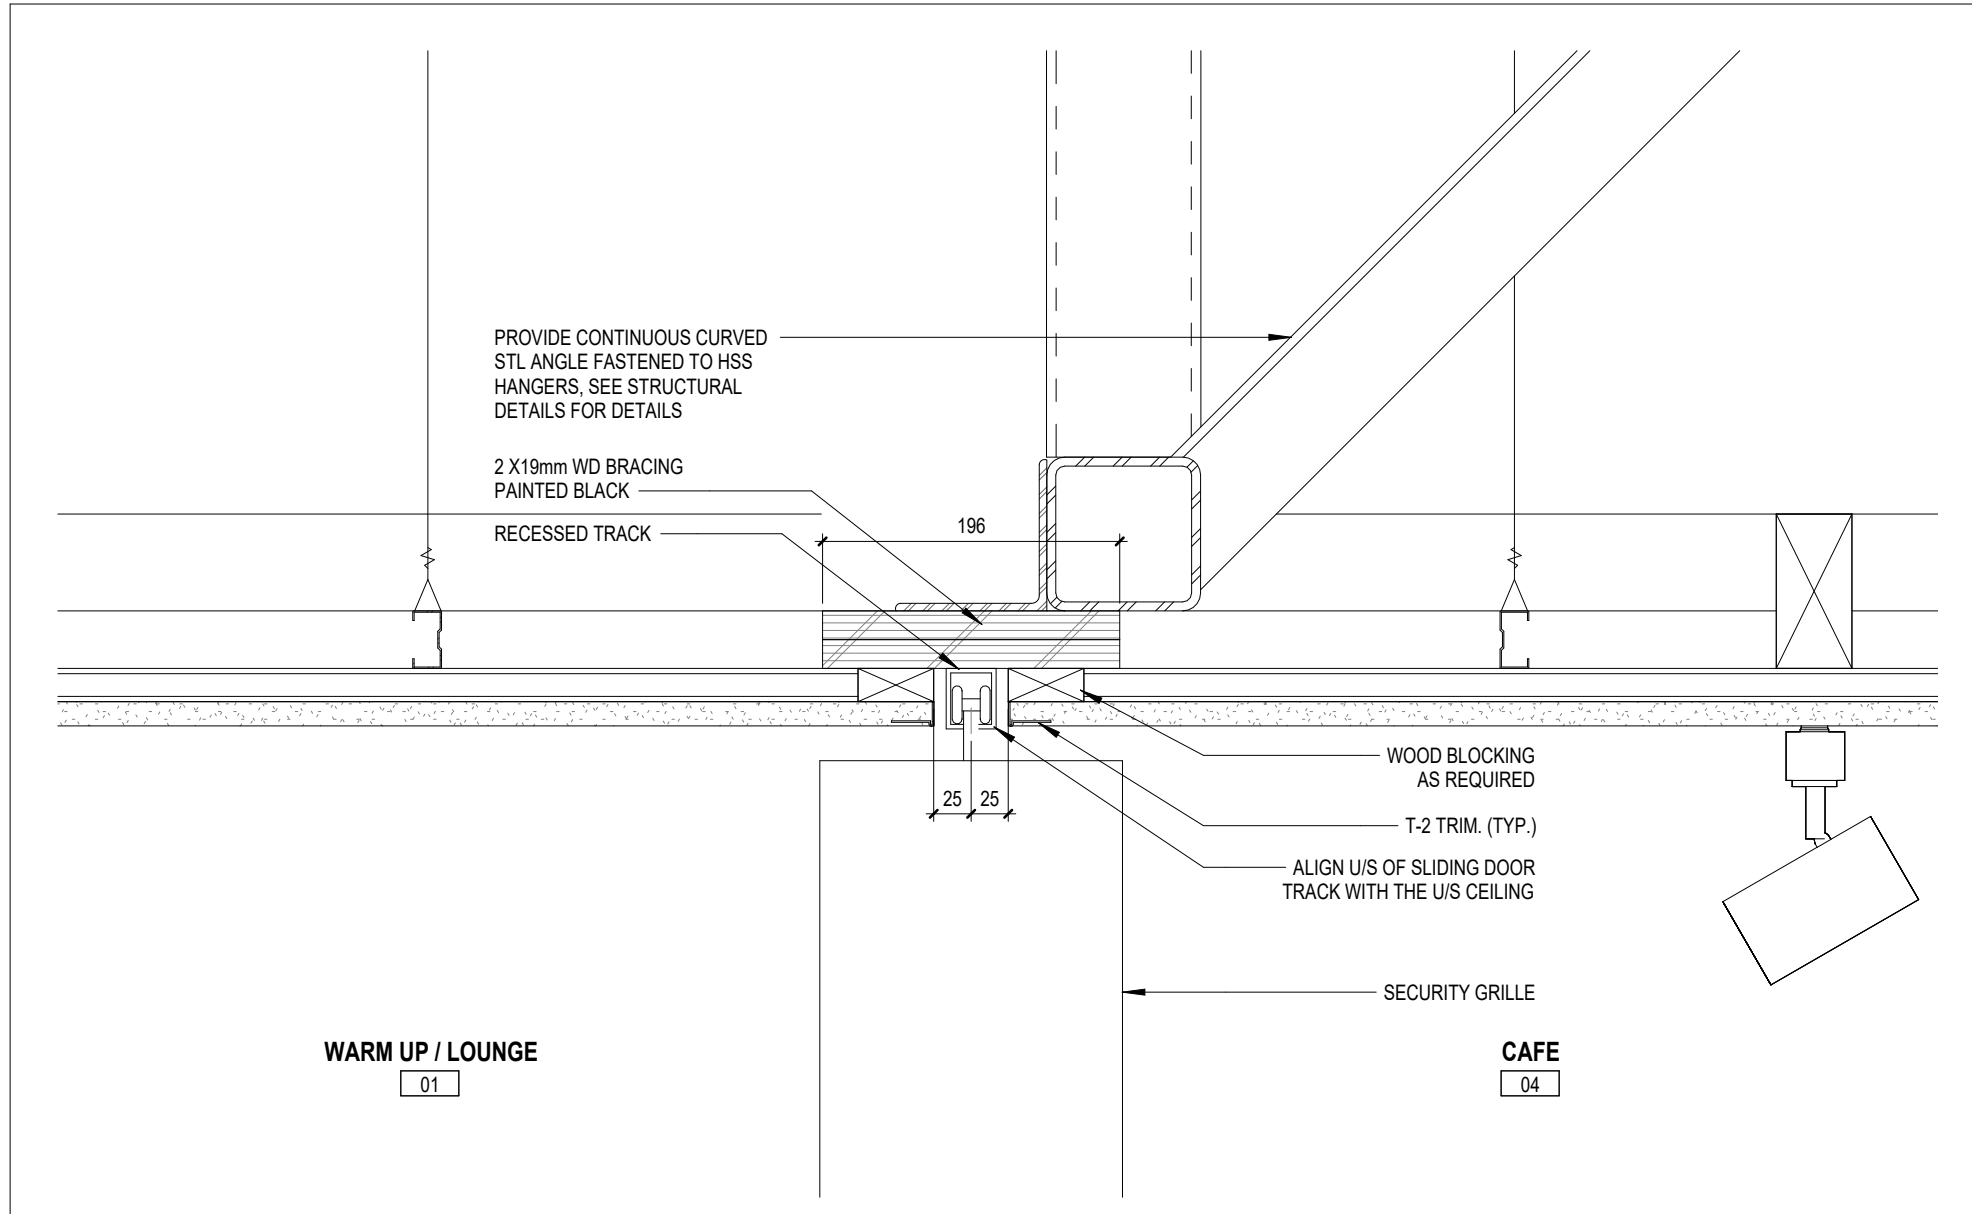 PROVIDE CONTINUOUS CURVED
STL ANGLE FASTENED TO HSS
HANGERS, SEE STRUCTURAL
DETAILS FOR DETAILS
2 X19mm WD BRACING
PAINTED BLACK
RECESSED TRACK
196
WOOD BLOCKING
AS REQUIRED
25 25
T-2 TRIM. (TYP.)
ALIGN U/S OF SLIDING DOOR
TRACK WITH THE U/S CEILING
SECURITY GRILLE
WARM UP / LOUNGE
01
CAFE
04